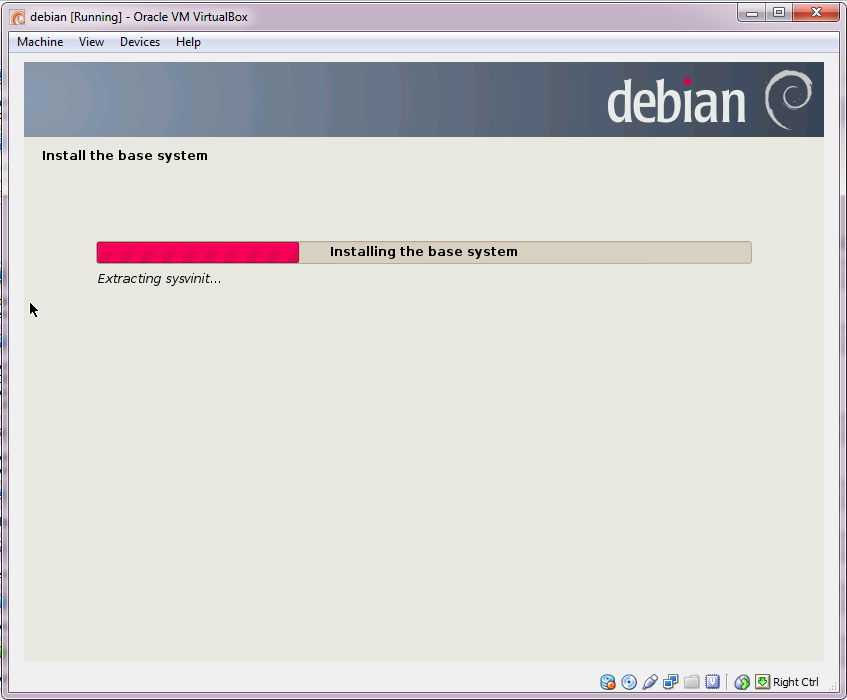 debian [Running] - Oracle VM VirtualBox
Machine View Devices Help
debian
Install the base system
Installing the base system
Extracting sysvinit...
Right Ctrl